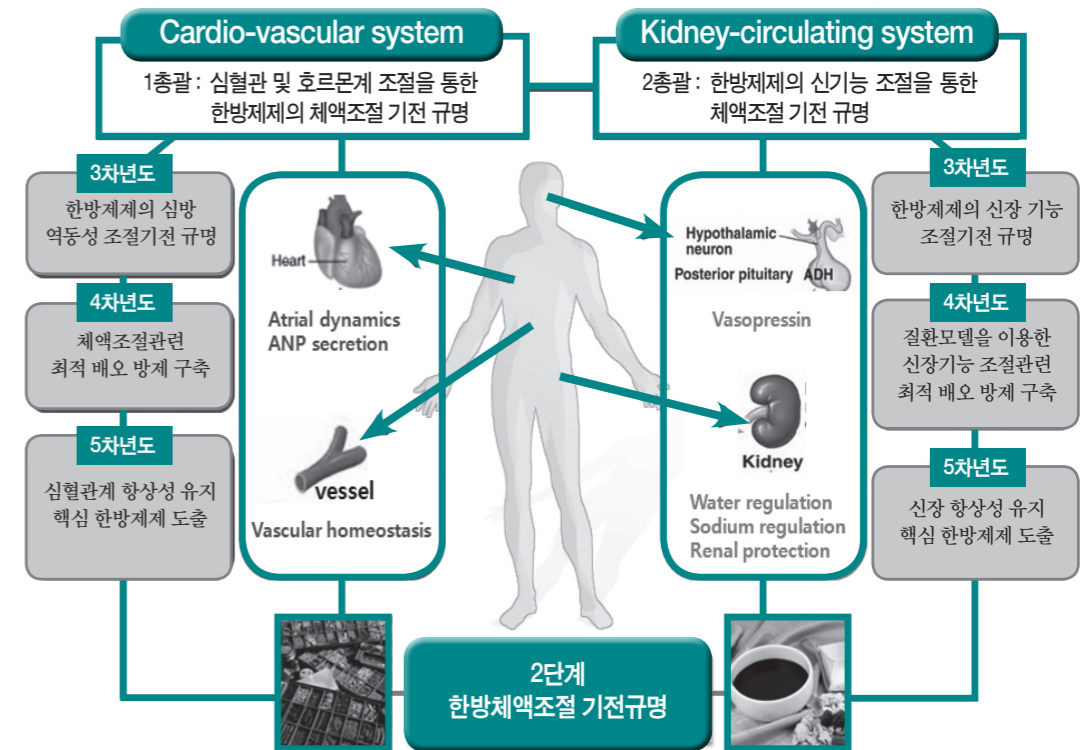 Cardio-vascular system
1총괄 : 심혈관 및 호르몬계 조절을 통한
한방제제의 체액조절 기전 규명
Kidney-circulating system
2총괄 : 한방제제의 신기능 조절을 통한
체액조절 기전 규명
3차년도
한방제제의 심방
역동성 조절기전 규명
4차년도
체액조절관련
최적 배오 방제 구축
5차년도
심혈관계 항상성 유지
핵심 한방제제 도출
Heart
Atrial dynamics
ANP secretion
vessel
Vascular homeostasis
Hypothalamic
neuron
Posterior pituitary ADH
Vasopressin
Kidney
Water regulation
Sodium regulation
Renal protection
3차년도
한방제제의 신장 기능
조절기전 규명
4차년도
질환모델을 이용한
신장기능 조절관련
최적 배오 방제 구축
5차년도
신장 항상성 유지
핵심 한방제제 도출
2단계
한방체액조절 기전규명